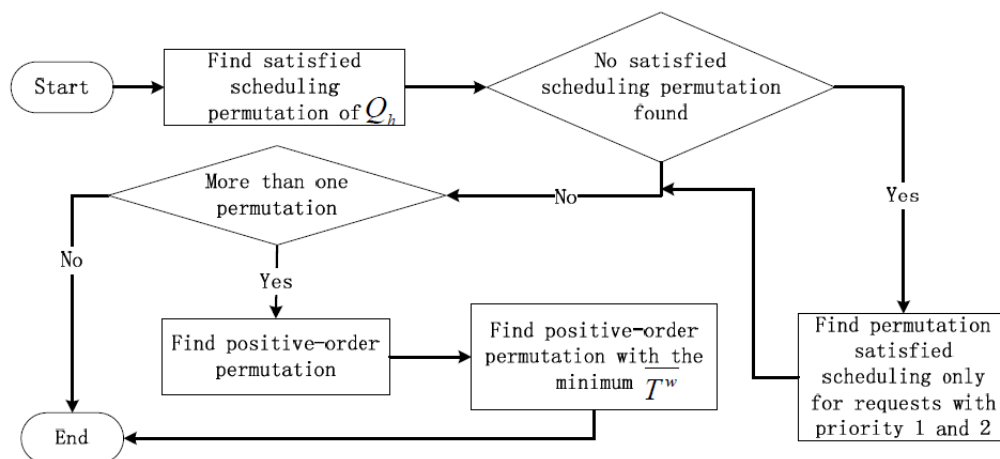 Start
Find satisfied
scheduling
permutation of Q_h
No satisfied
scheduling permutation
found
Yes
No
More than one
permutation
No
Yes
Find positive-order
permutation
Find positive-order
permutation with the
minimum \overline{T^w}
Find permutation
satisfied
scheduling only
for requests with
priority 1 and 2
End